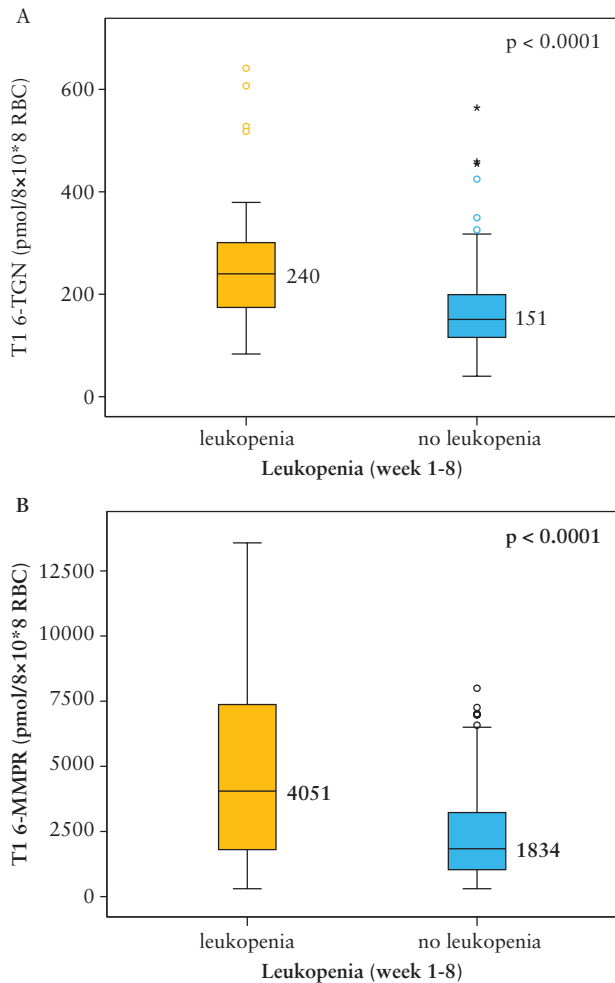 A
p < 0.0001
T1 6-TGN (pmol/8×10*8 RBC)
600
400
200
0
240
151
leukopenia
no leukopenia
Leukopenia (week 1-8)
B
p < 0.0001
T1 6-MMPR (pmol/8×10*8 RBC)
12500
10000
7500
5000
2500
0
4051
1834
leukopenia
no leukopenia
Leukopenia (week 1-8)